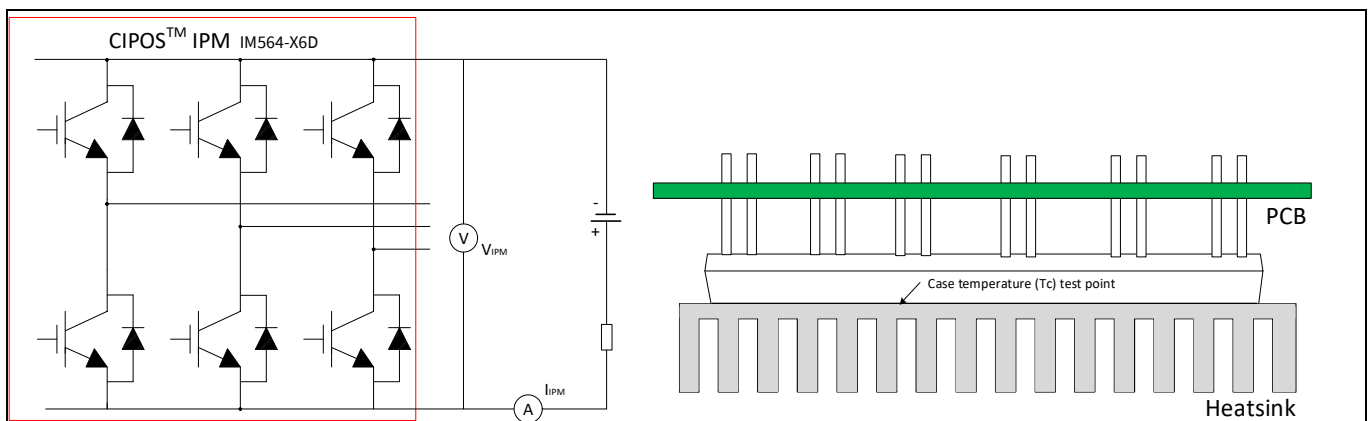 CIPOS™ IPM IM564-X6D
-
+
V
VIPM
IIPM
A
PCB
Case temperature (Tc) test point
Heatsink